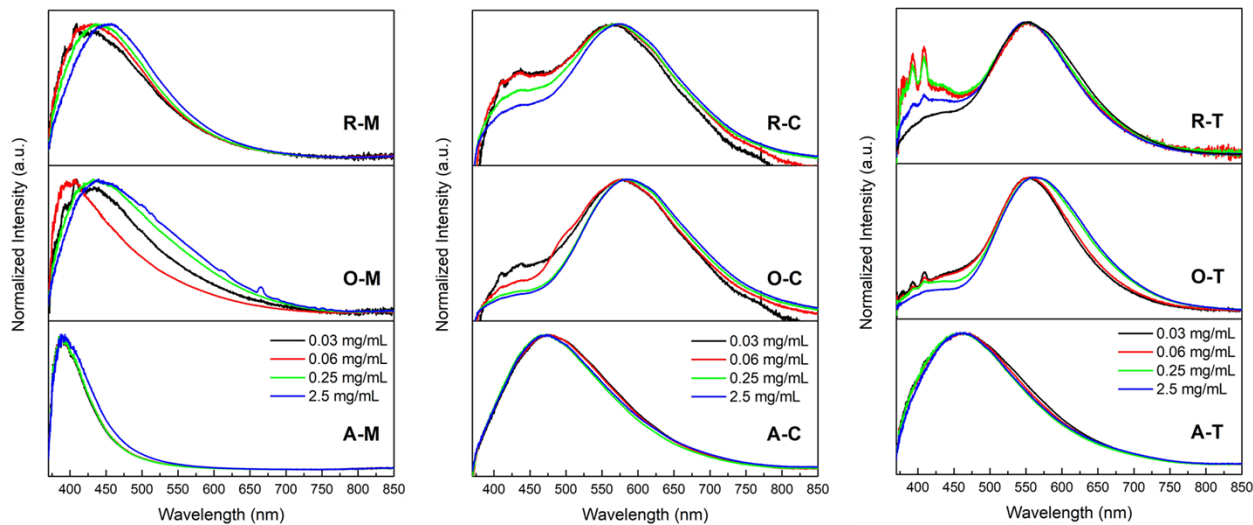 Normalized Intensity (a.u.)
R-M
O-M
0.03 mg/mL
0.06 mg/mL
0.25 mg/mL
2.5 mg/mL
A-M
400 450 500 550 600 650 700 750 800 850
Wavelength (nm)
Normalized Intensity (a.u.)
R-C
O-C
0.03 mg/mL
0.06 mg/mL
0.25 mg/mL
2.5 mg/mL
A-C
400 450 500 550 600 650 700 750 800 850
Wavelength (nm)
Normalized Intensity (a.u.)
R-T
O-T
0.03 mg/mL
0.06 mg/mL
0.25 mg/mL
2.5 mg/mL
A-T
400 450 500 550 600 650 700 750 800 850
Wavelength (nm)